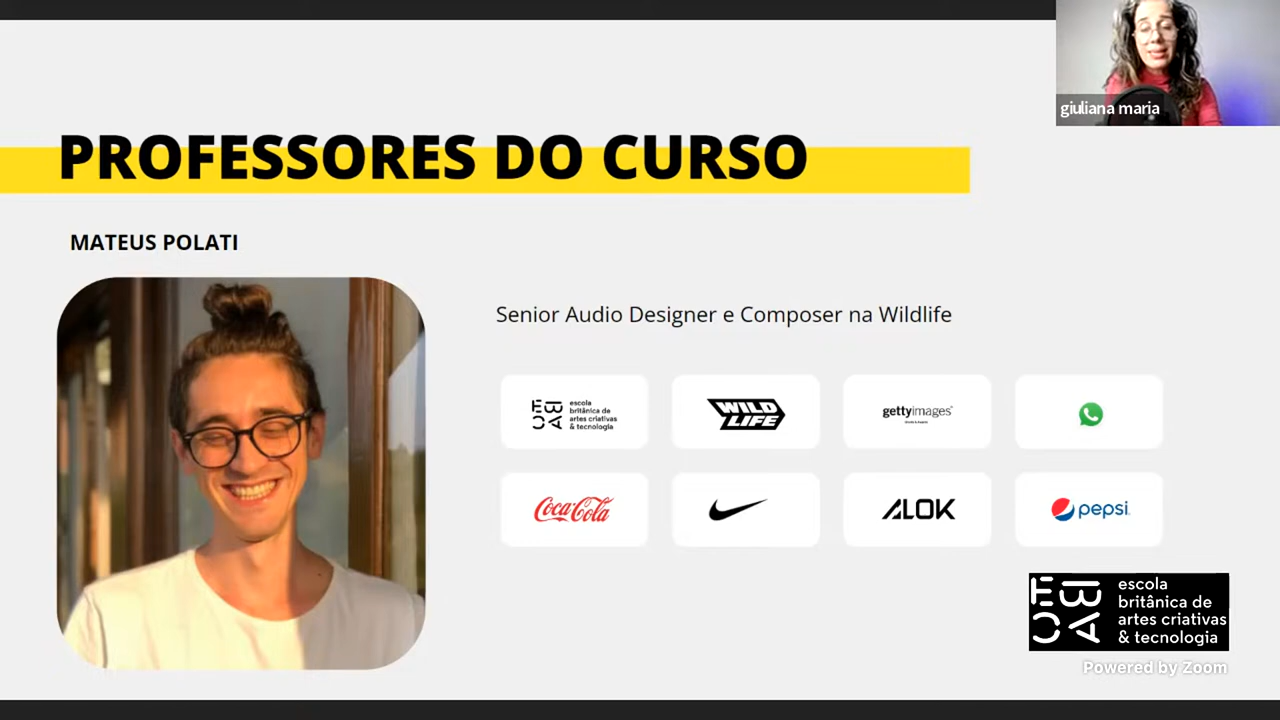 giuliana maria
PROFESSORES DO CURSO
MATEUS POLATI
Senior Audio Designer e Composer na Wildlife
escola
britânica de
artes criativas
& tecnologia
WILD
LIFE
gettyimages
Coca-Cola
ALOK
pepsi
EBAC
escola
britânica de
artes criativas
& tecnologia
Powered by Zoom